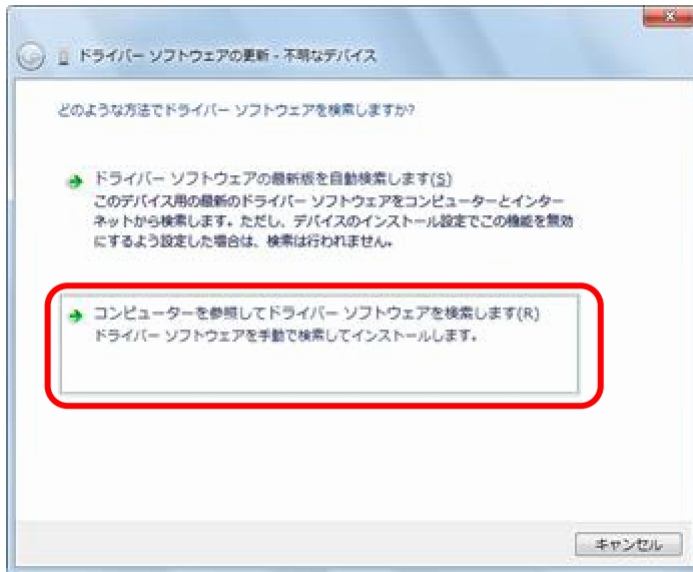 ドライバー ソフトウェアの更新 - 不明なデバイス
どのような方法でドライバー ソフトウェアを検索しますか?
ドライバー ソフトウェアの最新版を自動検索します(S)
このデバイス用の最新のドライバー ソフトウェアをコンピューターとインター
ネットから検索します。ただし、デバイスのインストール設定でこの機能を無効
にするよう設定した場合は、検索は行われません。
コンピューターを参照してドライバー ソフトウェアを検索します(R)
ドライバー ソフトウェアを手動で検索してインストールします。
キャンセル